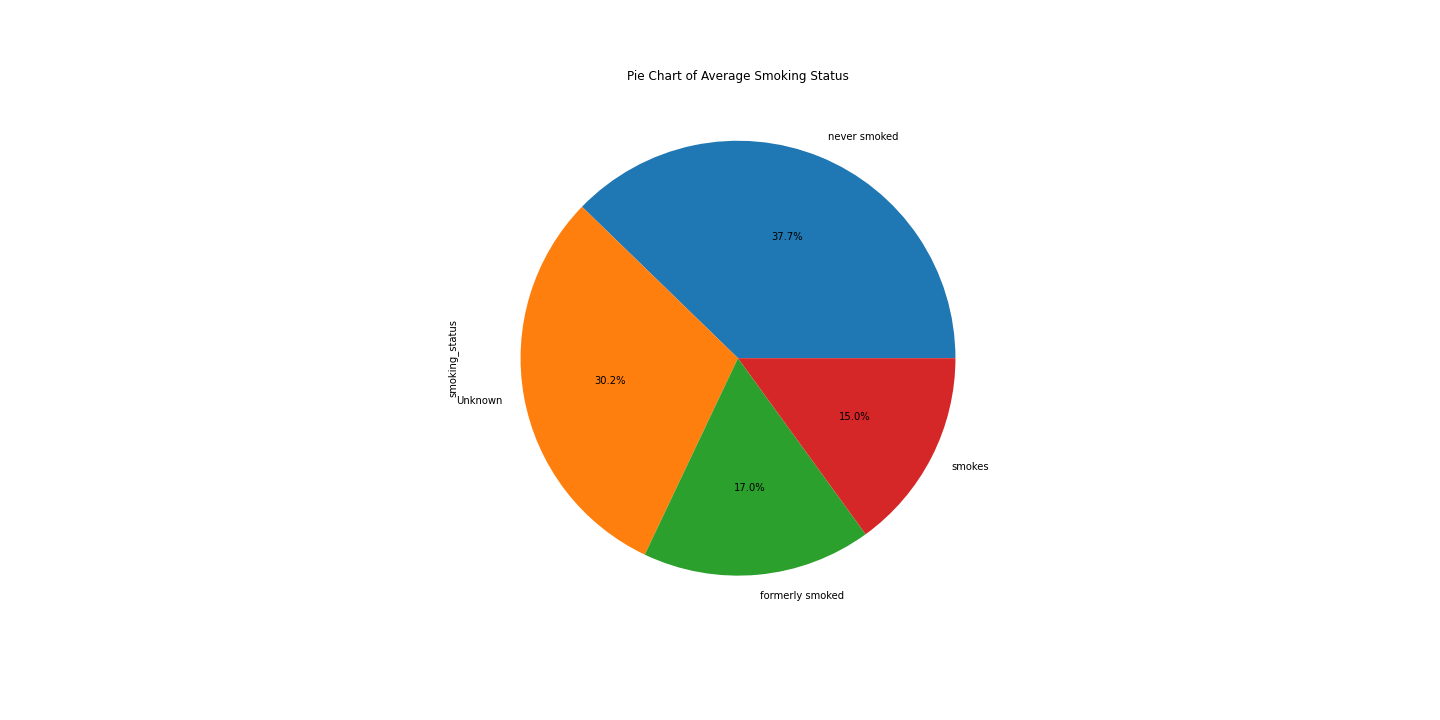 Pie Chart of Average Smoking Status
never smoked
37.7%
smoking_status
30.2%
Unknown
15.0%
smokes
17.0%
formerly smoked